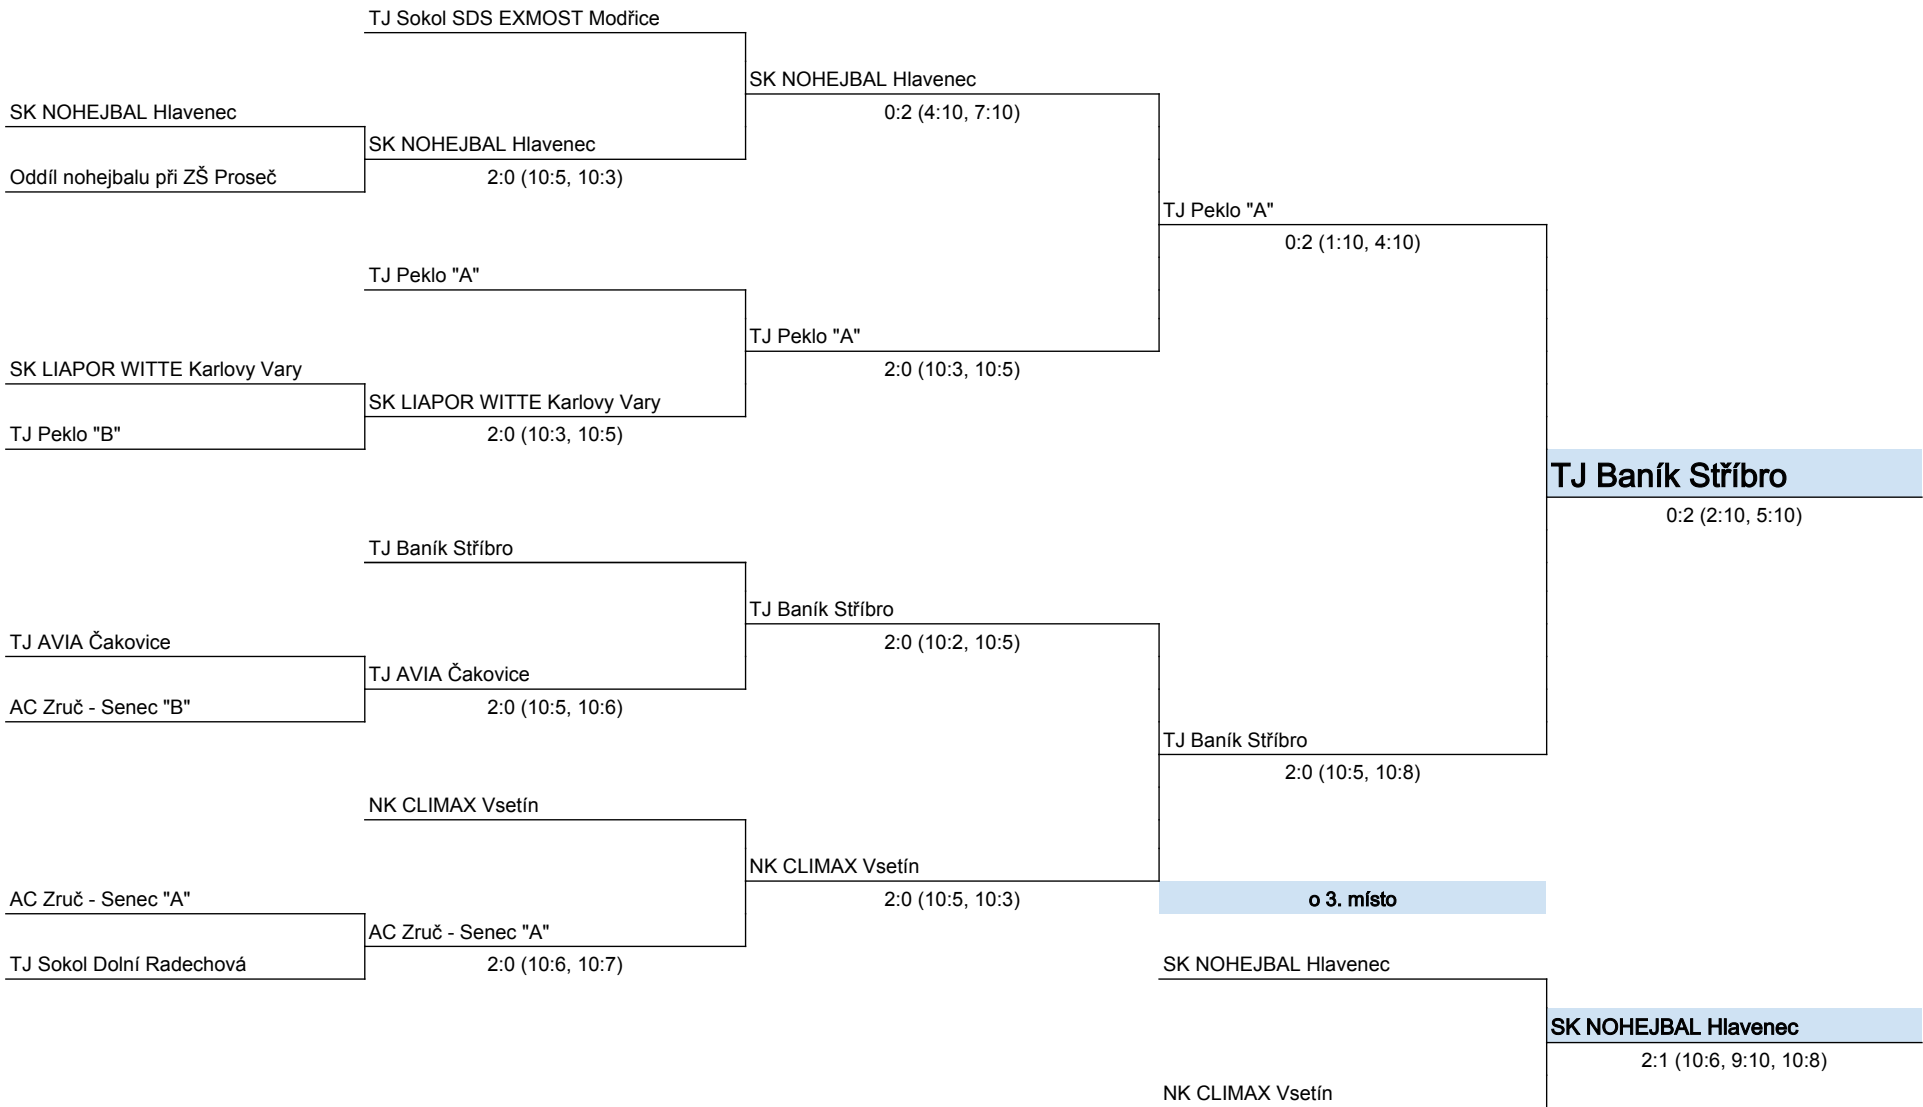 TJ Sokol SDS EXMOST Modřice
SK NOHEJBAL Hlavenec
SK NOHEJBAL Hlavenec
0:2 (4:10, 7:10)
SK NOHEJBAL Hlavenec
Oddíl nohejbalu při ZŠ Proseč
2:0 (10:5, 10:3)
TJ Peklo "A"
0:2 (1:10, 4:10)
TJ Peklo "A"
TJ Peklo "A"
SK LIAPOR WITTE Karlovy Vary
2:0 (10:3, 10:5)
SK LIAPOR WITTE Karlovy Vary
TJ Peklo "B"
2:0 (10:3, 10:5)
TJ Baník Stříbro
0:2 (2:10, 5:10)
TJ Baník Stříbro
TJ Baník Stříbro
TJ AVIA Čakovice
2:0 (10:2, 10:5)
TJ AVIA Čakovice
AC Zruč - Senec "B"
2:0 (10:5, 10:6)
TJ Baník Stříbro
2:0 (10:5, 10:8)
NK CLIMAX Vsetín
NK CLIMAX Vsetín
AC Zruč - Senec "A"
2:0 (10:5, 10:3)
o 3. místo
AC Zruč - Senec "A"
TJ Sokol Dolní Radechová
2:0 (10:6, 10:7)
SK NOHEJBAL Hlavenec
SK NOHEJBAL Hlavenec
2:1 (10:6, 9:10, 10:8)
NK CLIMAX Vsetín